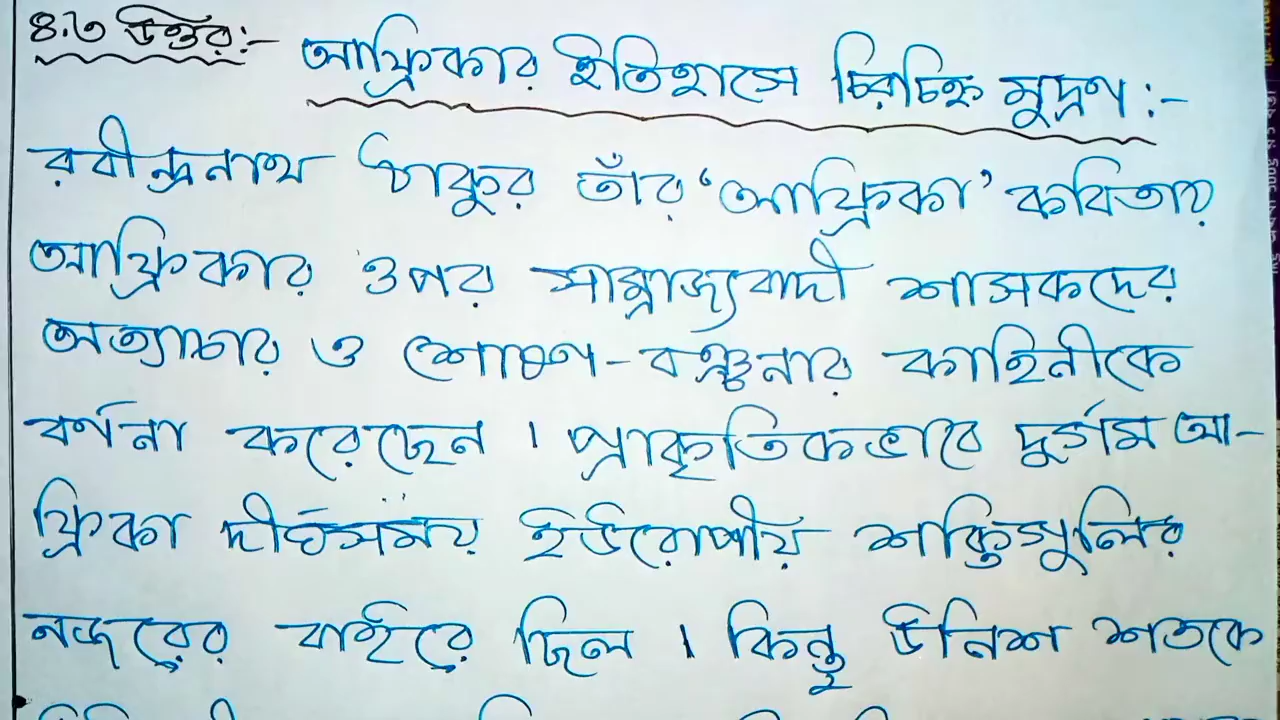 ৪.৩ উত্তর:- আফ্রিকার ইতিহাসে চিরচিহ্ন মুদ্রণ :-
রবীন্দ্রনাথ ঠাকুর তাঁর ‘আফ্রিকা’ কবিতায়
আফ্রিকার ওপর সাম্রাজ্যবাদী শাসকদের
অত্যাচার ও শোষণ-বঞ্চনার কাহিনীকে
বর্ণনা করেছেন । প্রাকৃতিকভাবে দুর্গম আ-
ফ্রিকা দীর্ঘসময় ইউরোপীয় শক্তিগুলির
নজরের বাইরে ছিল । কিন্তু উনিশ শতকে